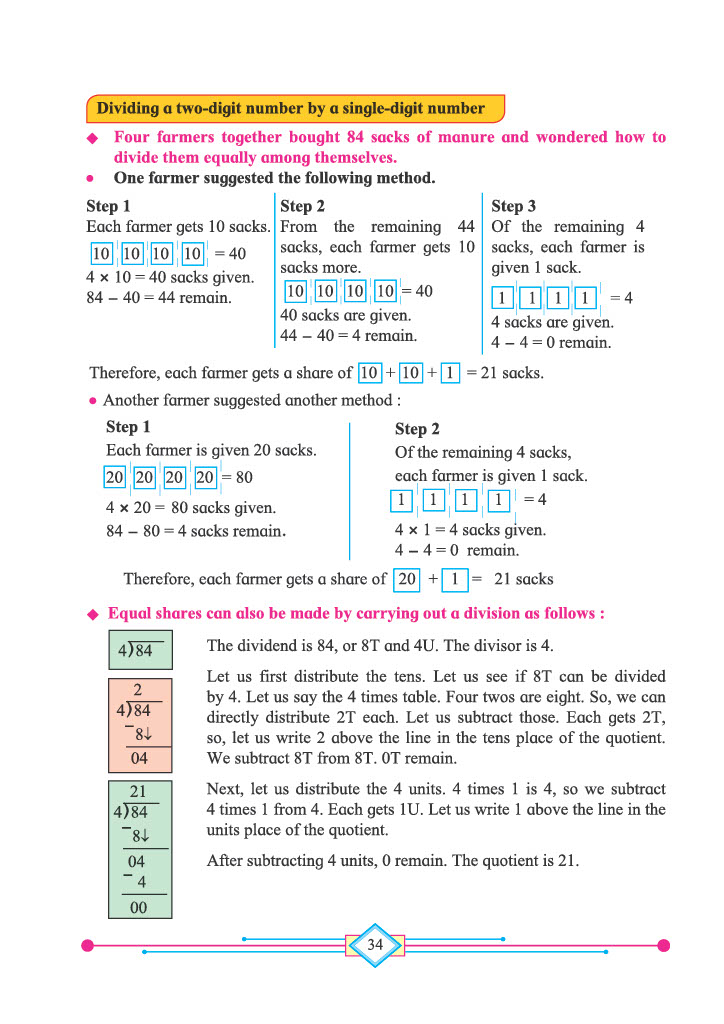 Dividing a two-digit number by a single-digit number
◆ Four farmers together bought 84 sacks of manure and wondered how to
divide them equally among themselves.
• One farmer suggested the following method.
Step 1
Each farmer gets 10 sacks.
10 10 10 10 = 40
4 × 10 = 40 sacks given.
84 – 40 = 44 remain.
Step 2
From the remaining 44
sacks, each farmer gets 10
sacks more.
10 10 10 10 = 40
40 sacks are given.
44 – 40 = 4 remain.
Step 3
Of the remaining 4
sacks, each farmer is
given 1 sack.
1 1 1 1 = 4
4 sacks are given.
4 – 4 = 0 remain.
Therefore, each farmer gets a share of 10 + 10 + 1 = 21 sacks.
• Another farmer suggested another method :
Step 1
Each farmer is given 20 sacks.
20 20 20 20 = 80
4 × 20 = 80 sacks given.
84 – 80 = 4 sacks remain.
Step 2
Of the remaining 4 sacks,
each farmer is given 1 sack.
1 1 1 1 = 4
4 × 1 = 4 sacks given.
4 – 4 = 0 remain.
Therefore, each farmer gets a share of 20 + 1 = 21 sacks
◆ Equal shares can also be made by carrying out a division as follows :
4)84
The dividend is 84, or 8T and 4U. The divisor is 4.
2
4)84
–8↓
04
Let us first distribute the tens. Let us see if 8T can be divided
by 4. Let us say the 4 times table. Four twos are eight. So, we can
directly distribute 2T each. Let us subtract those. Each gets 2T,
so, let us write 2 above the line in the tens place of the quotient.
We subtract 8T from 8T. 0T remain.
21
4)84
–8↓
04
– 4
00
Next, let us distribute the 4 units. 4 times 1 is 4, so we subtract
4 times 1 from 4. Each gets 1U. Let us write 1 above the line in the
units place of the quotient.
After subtracting 4 units, 0 remain. The quotient is 21.
34